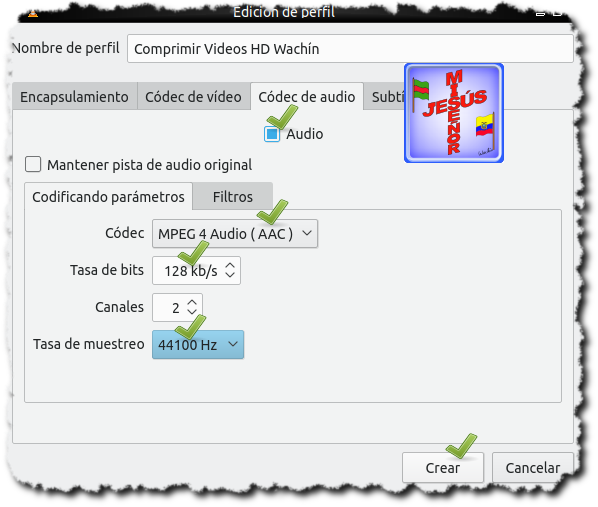 Edición de perfil
Nombre de perfil Comprimir Videos HD Wachín
Encapsulamiento Códec de vídeo Códec de audio Subtí
MI SEÑOR
JESÚS
Audio
Mantener pista de audio original
Codificando parámetros Filtros
Códec MPEG 4 Audio ( AAC )
Tasa de bits 128 kb/s
Canales 2
Tasa de muestreo 44100 Hz
Crear Cancelar